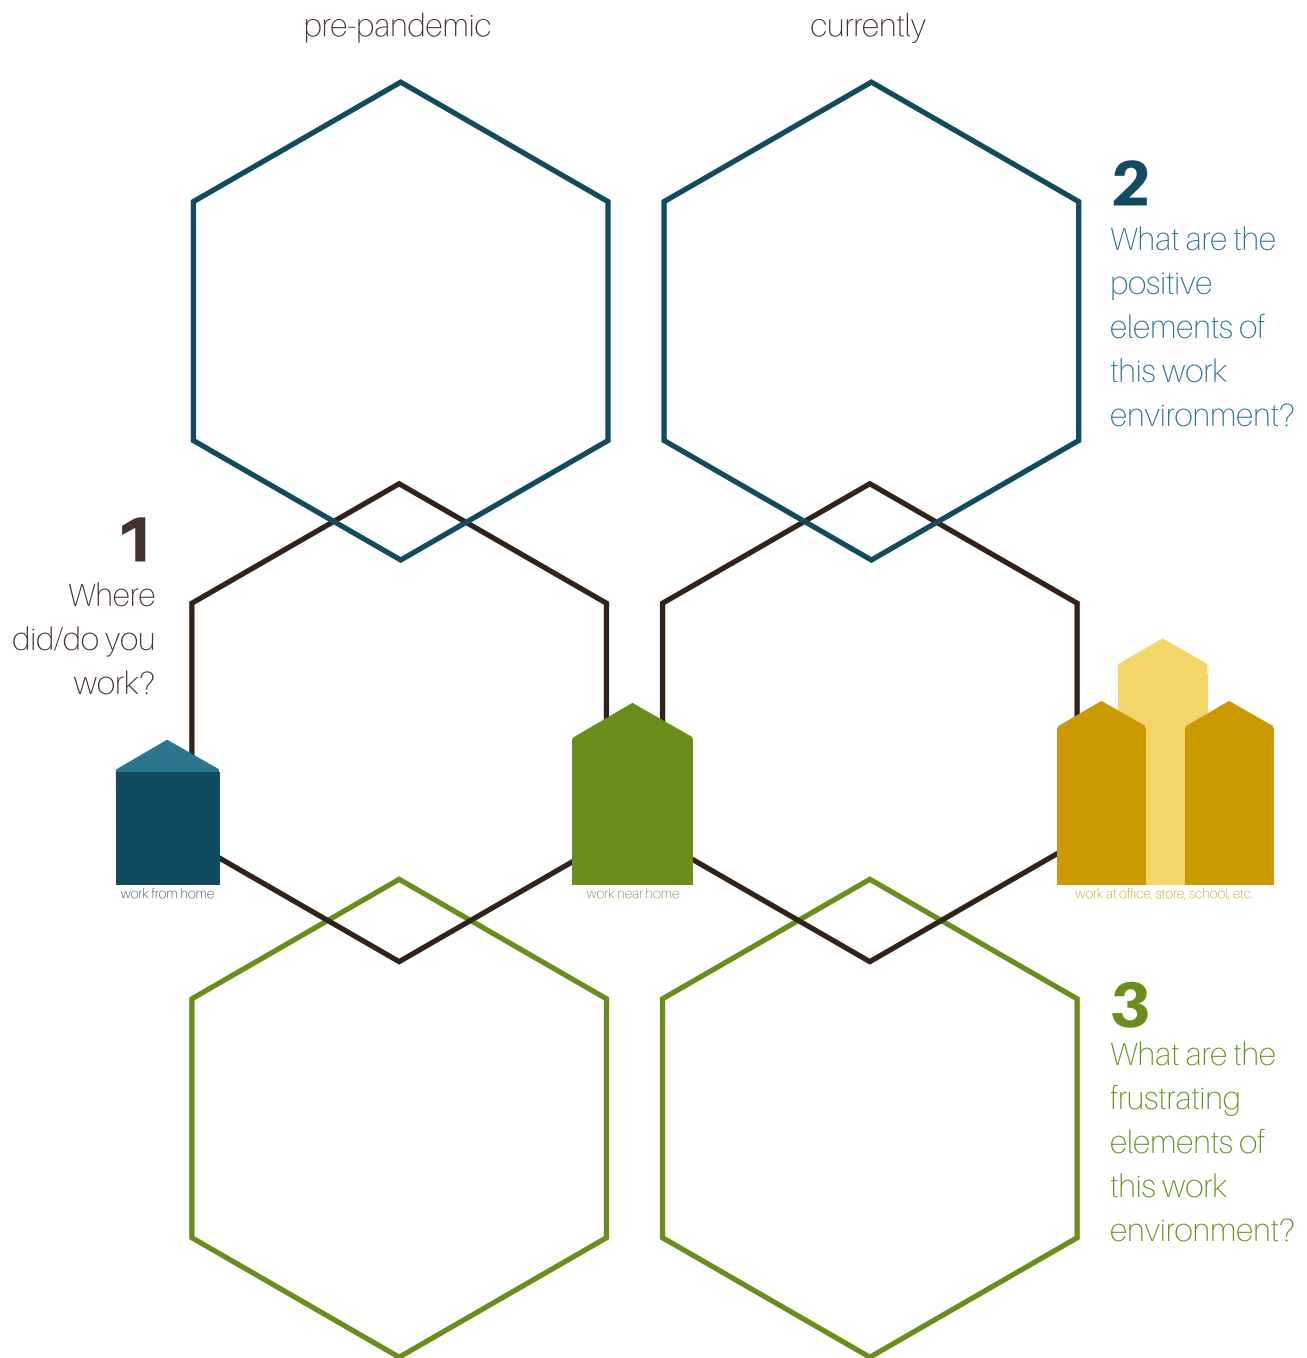 pre-pandemic
currently
2
What are the
positive
elements of
this work
environment?
1
Where
did/do you
work?
work from home
work near home
work at office, store, school, etc.
3
What are the
frustrating
elements of
this work
environment?